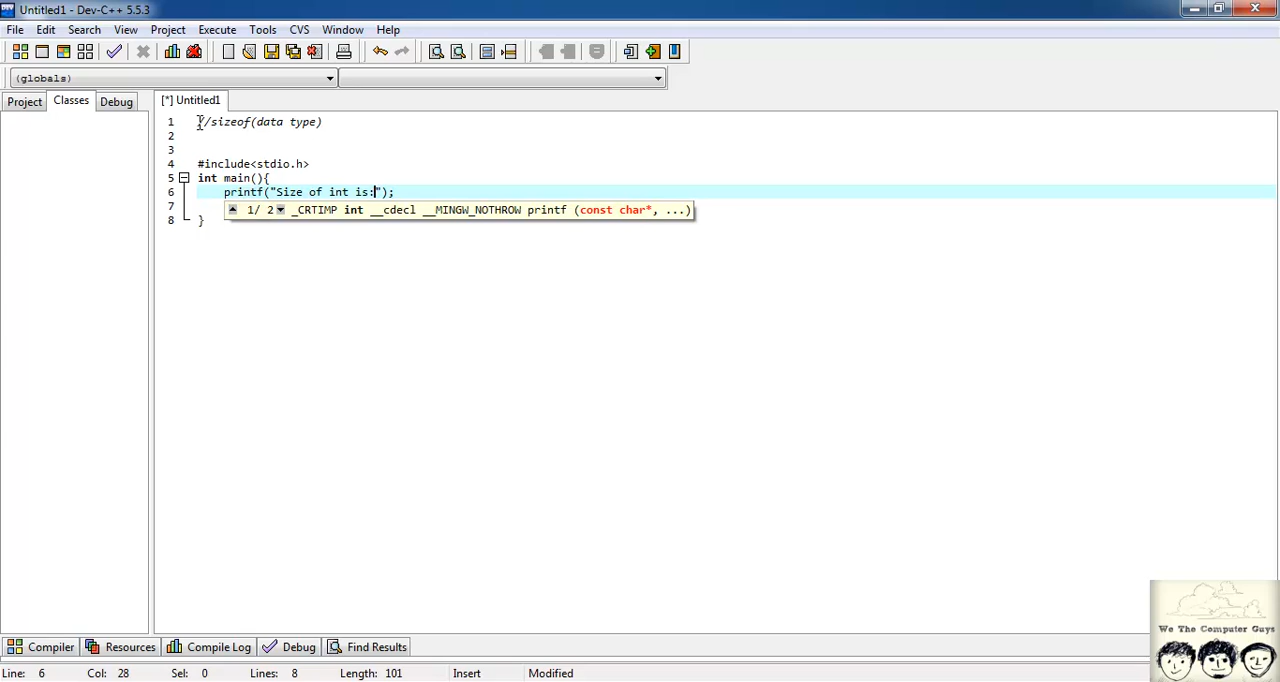 Untitled1 - Dev-C++ 5.5.3
File Edit Search View Project Execute Tools CVS Window Help
(globals)
Project Classes Debug [*] Untitled1
1 //sizeof(data type)
2
3
4 #include<stdio.h>
5 int main(){
6 printf("Size of int is:");
7 1/ 2 _CRTIMP int __cdecl __MINGW_NOTHROW printf (const char*, ...)
8 }
We The Computer Guys
Compiler Resources Compile Log Debug Find Results
Line: 6 Col: 28 Sel: 0 Lines: 8 Length: 101 Insert Modified